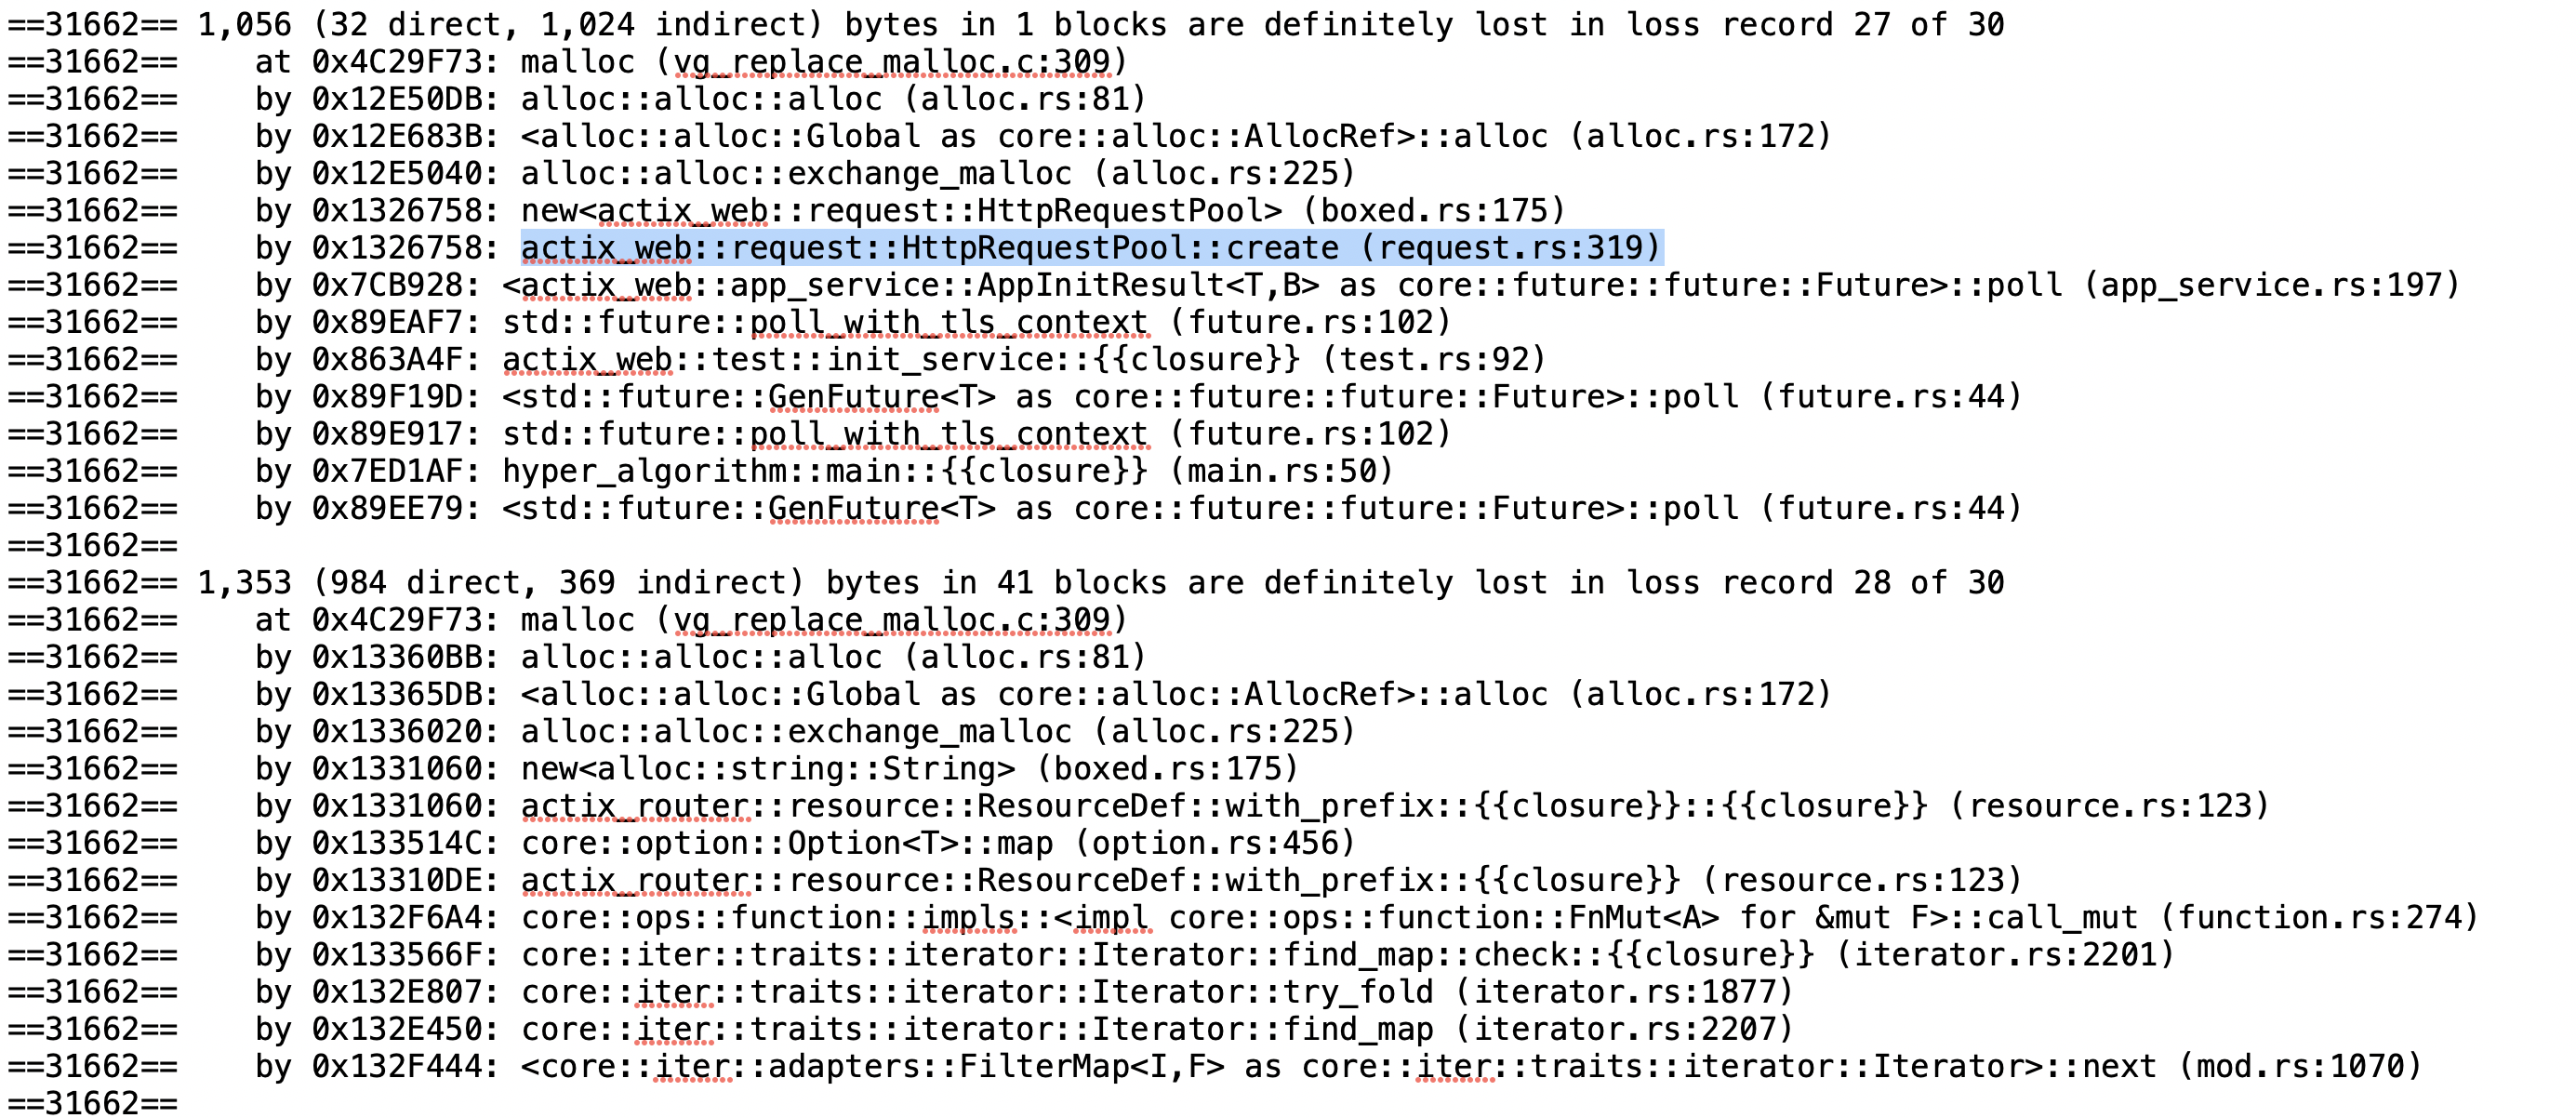 ==31662== 1,056 (32 direct, 1,024 indirect) bytes in 1 blocks are definitely lost in loss record 27 of 30
==31662==    at 0x4C29F73: malloc (vg_replace_malloc.c:309)
==31662==    by 0x12E50DB: alloc::alloc::alloc (alloc.rs:81)
==31662==    by 0x12E683B: <alloc::alloc::Global as core::alloc::AllocRef>::alloc (alloc.rs:172)
==31662==    by 0x12E5040: alloc::alloc::exchange_malloc (alloc.rs:225)
==31662==    by 0x1326758: new<actix_web::request::HttpRequestPool> (boxed.rs:175)
==31662==    by 0x1326758: actix_web::request::HttpRequestPool::create (request.rs:319)
==31662==    by 0x7CB928: <actix_web::app_service::AppInitResult<T,B> as core::future::future::Future>::poll (app_service.rs:197)
==31662==    by 0x89EAF7: std::future::poll_with_tls_context (future.rs:102)
==31662==    by 0x863A4F: actix_web::test::init_service::{{closure}} (test.rs:92)
==31662==    by 0x89F19D: <std::future::GenFuture<T> as core::future::future::Future>::poll (future.rs:44)
==31662==    by 0x89E917: std::future::poll_with_tls_context (future.rs:102)
==31662==    by 0x7ED1AF: hyper_algorithm::main::{{closure}} (main.rs:50)
==31662==    by 0x89EE79: <std::future::GenFuture<T> as core::future::future::Future>::poll (future.rs:44)
==31662==
==31662== 1,353 (984 direct, 369 indirect) bytes in 41 blocks are definitely lost in loss record 28 of 30
==31662==    at 0x4C29F73: malloc (vg_replace_malloc.c:309)
==31662==    by 0x13360BB: alloc::alloc::alloc (alloc.rs:81)
==31662==    by 0x13365DB: <alloc::alloc::Global as core::alloc::AllocRef>::alloc (alloc.rs:172)
==31662==    by 0x1336020: alloc::alloc::exchange_malloc (alloc.rs:225)
==31662==    by 0x1331060: new<alloc::string::String> (boxed.rs:175)
==31662==    by 0x1331060: actix_router::resource::ResourceDef::with_prefix::{{closure}}::{{closure}} (resource.rs:123)
==31662==    by 0x133514C: core::option::Option<T>::map (option.rs:456)
==31662==    by 0x13310DE: actix_router::resource::ResourceDef::with_prefix::{{closure}} (resource.rs:123)
==31662==    by 0x132F6A4: core::ops::function::impls::<impl core::ops::function::FnMut<A> for &mut F>::call_mut (function.rs:274)
==31662==    by 0x133566F: core::iter::traits::iterator::Iterator::find_map::check::{{closure}} (iterator.rs:2201)
==31662==    by 0x132E807: core::iter::traits::iterator::Iterator::try_fold (iterator.rs:1877)
==31662==    by 0x132E450: core::iter::traits::iterator::Iterator::find_map (iterator.rs:2207)
==31662==    by 0x132F444: <core::iter::adapters::FilterMap<I,F> as core::iter::traits::iterator::Iterator>::next (mod.rs:1070)
==31662==